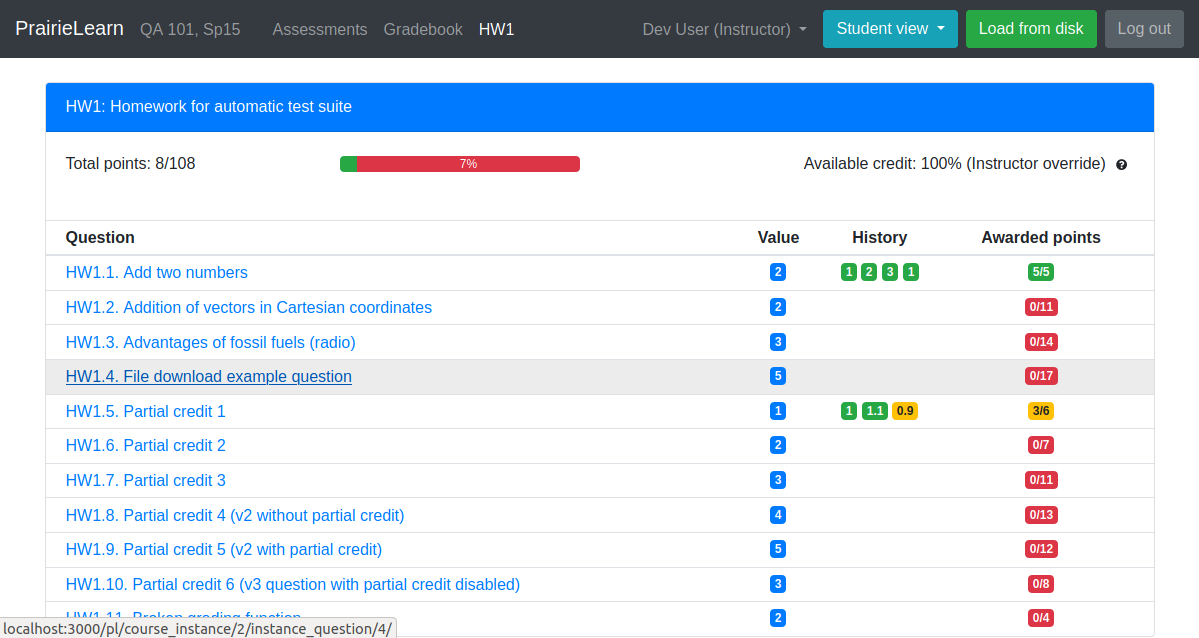 PrairieLearn QA 101, Sp15 Assessments Gradebook HW1 Dev User (Instructor) Student view Load from disk Log out
HW1: Homework for automatic test suite
Total points: 8/108 7% Available credit: 100% (Instructor override) ?
Question Value History Awarded points
HW1.1. Add two numbers 2 1 2 3 1 5/5
HW1.2. Addition of vectors in Cartesian coordinates 2 0/11
HW1.3. Advantages of fossil fuels (radio) 3 0/14
HW1.4. File download example question 5 0/17
HW1.5. Partial credit 1 1 1 1.1 0.9 3/6
HW1.6. Partial credit 2 2 0/7
HW1.7. Partial credit 3 3 0/11
HW1.8. Partial credit 4 (v2 without partial credit) 4 0/13
HW1.9. Partial credit 5 (v2 with partial credit) 5 0/12
HW1.10. Partial credit 6 (v3 question with partial credit disabled) 3 0/8
HW1.11. Broken grading function 2 0/4
localhost:3000/pl/course_instance/2/instance_question/4/